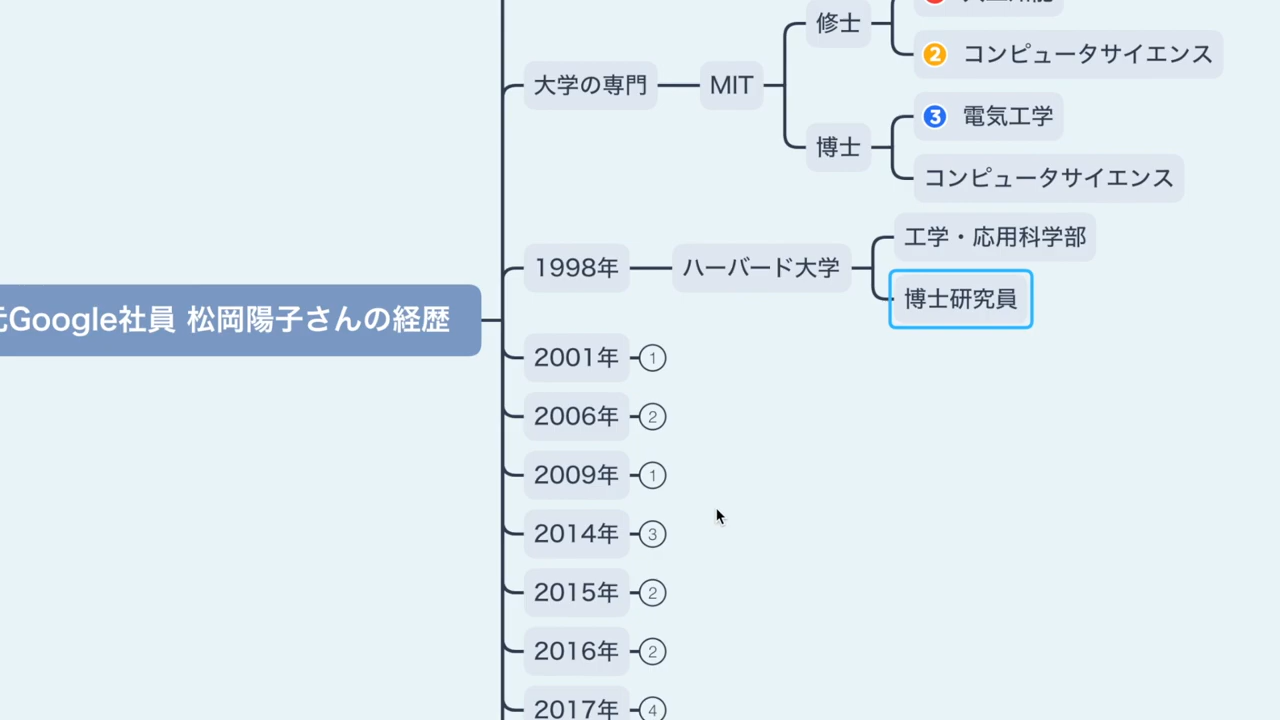 修士
2 コンピュータサイエンス
大学の専門
MIT
3 電気工学
博士
コンピュータサイエンス
工学・応用科学部
1998年
ハーバード大学
博士研究員
元Google社員 松岡陽子さんの経歴
2001年 1
2006年 2
2009年 1
2014年 3
2015年 2
2016年 2
2017年 4